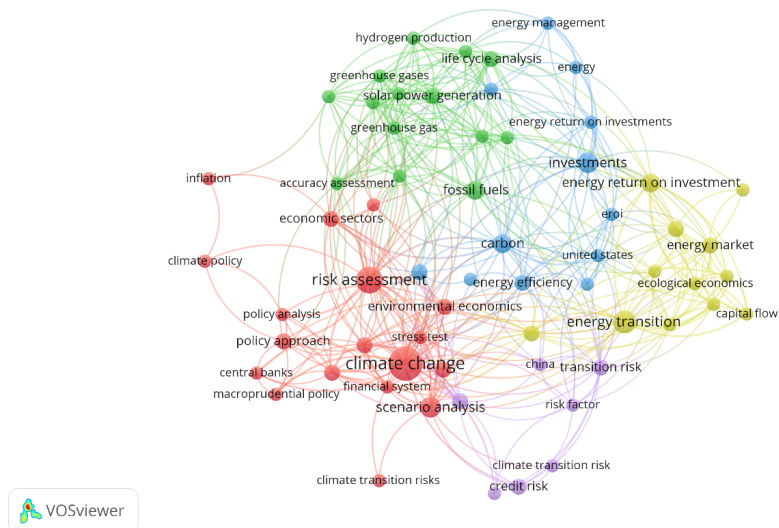 energy management
hydrogen production
life cycle analysis
energy
greenhouse gases
solar power generation
energy return on investments
greenhouse gas
investments
inflation
accuracy assessment
fossil fuels
energy return on investment
economic sectors
eroi
carbon
energy market
united states
climate policy
risk assessment
energy efficiency
ecological economics
environmental economics
policy analysis
capital flow
energy transition
policy approach
stress test
climate change
china
transition risk
central banks
financial system
macroprudential policy
scenario analysis
risk factor
climate transition risk
climate transition risks
credit risk
VOSviewer